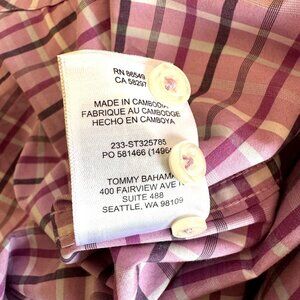 RN 86549
CA 58297
MADE IN CAMBODIA
FABRIQUE AU CAMBODGE
HECHO EN CAMBOYA
233-ST325785
PO 581466
TOMMY BAHAMA
400 FAIRVIEW AVE
SUITE 488
SEATTLE, WA 98109